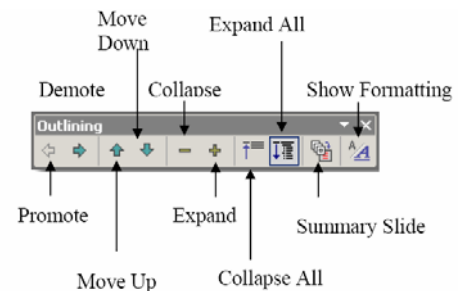 Move
Down
Expand All
Demote
Collapse
Show Formatting
Outlining
A
A
Promote
Expand
Summary Slide
Move Up
Collapse All